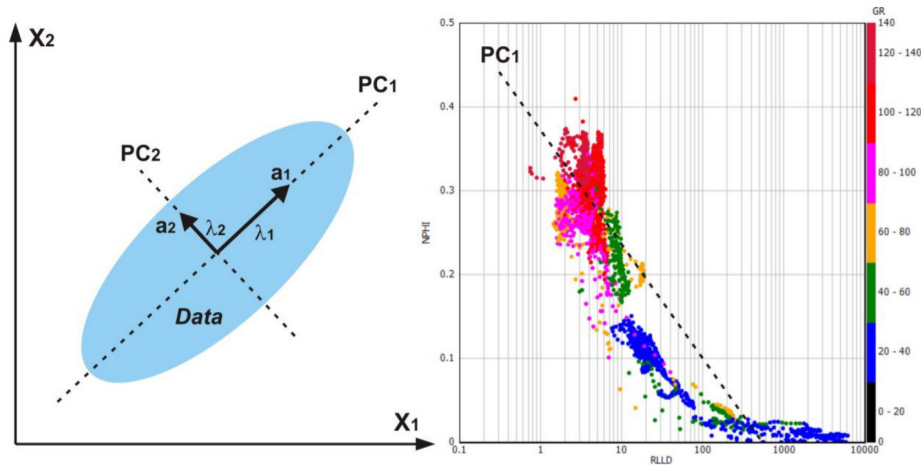 X2
PC1
PC2
a1
a2
λ2
λ1
Data
X1
GR
0.5
0.4
0.3
0.2
0.1
0
NPHI
PC1
0.1
1
10
100
1000
10000
RLLD
140
120 - 140
100 - 120
80 - 100
60 - 80
40 - 60
20 - 40
0 - 20
0